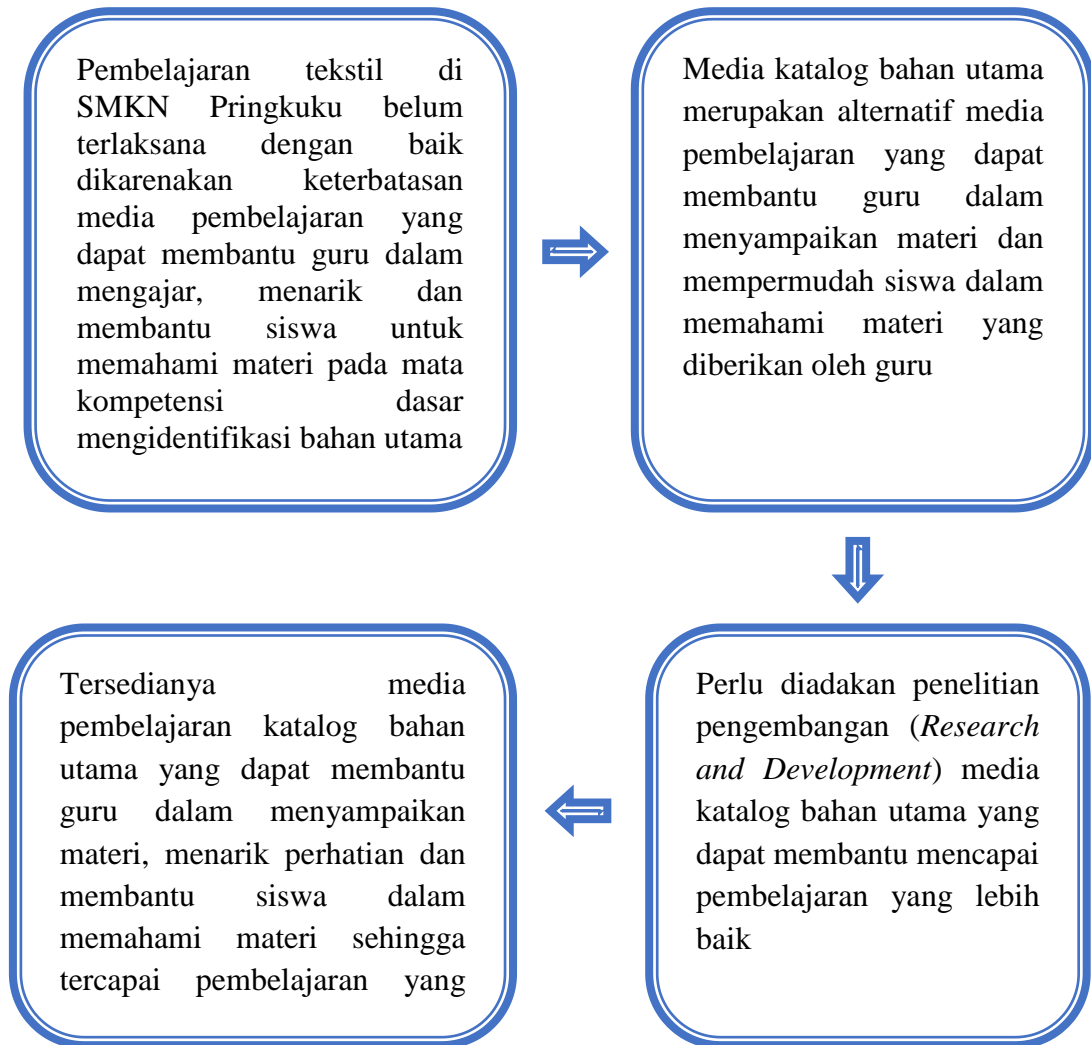 Pembelajaran tekstil di
SMKN Pringkuku belum
terlaksana dengan baik
dikarenakan keterbatasan
media pembelajaran yang
dapat membantu guru dalam
mengajar, menarik dan
membantu siswa untuk
memahami materi pada mata
kompetensi dasar
mengidentifikasi bahan utama
Media katalog bahan utama
merupakan alternatif media
pembelajaran yang dapat
membantu guru dalam
menyampaikan materi dan
mempermudah siswa dalam
memahami materi yang
diberikan oleh guru
Perlu diadakan penelitian
pengembangan (Research
and Development) media
katalog bahan utama yang
dapat membantu mencapai
pembelajaran yang lebih
baik
Tersedianya media
pembelajaran katalog bahan
utama yang dapat membantu
guru dalam menyampaikan
materi, menarik perhatian dan
membantu siswa dalam
memahami materi sehingga
tercapai pembelajaran yang